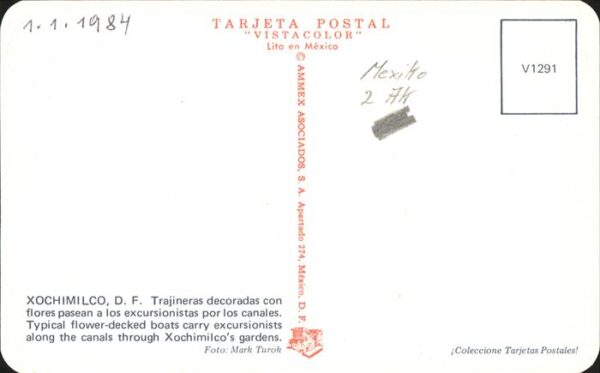 1.1.1984
TARJETA POSTAL
"VISTACOLOR"
Lito en México
Mexiko
2 AK
V1291
© AMMEX ASOCIADOS, S. A. Apartado 274, México, D. F.
XOCHIMILCO, D. F. Trajineras decoradas con
flores pasean a los excursionistas por los canales.
Typical flower-decked boats carry excursionists
along the canals through Xochimilco's gardens.
Foto: Mark Turok
¡Coleccione Tarjetas Postales!